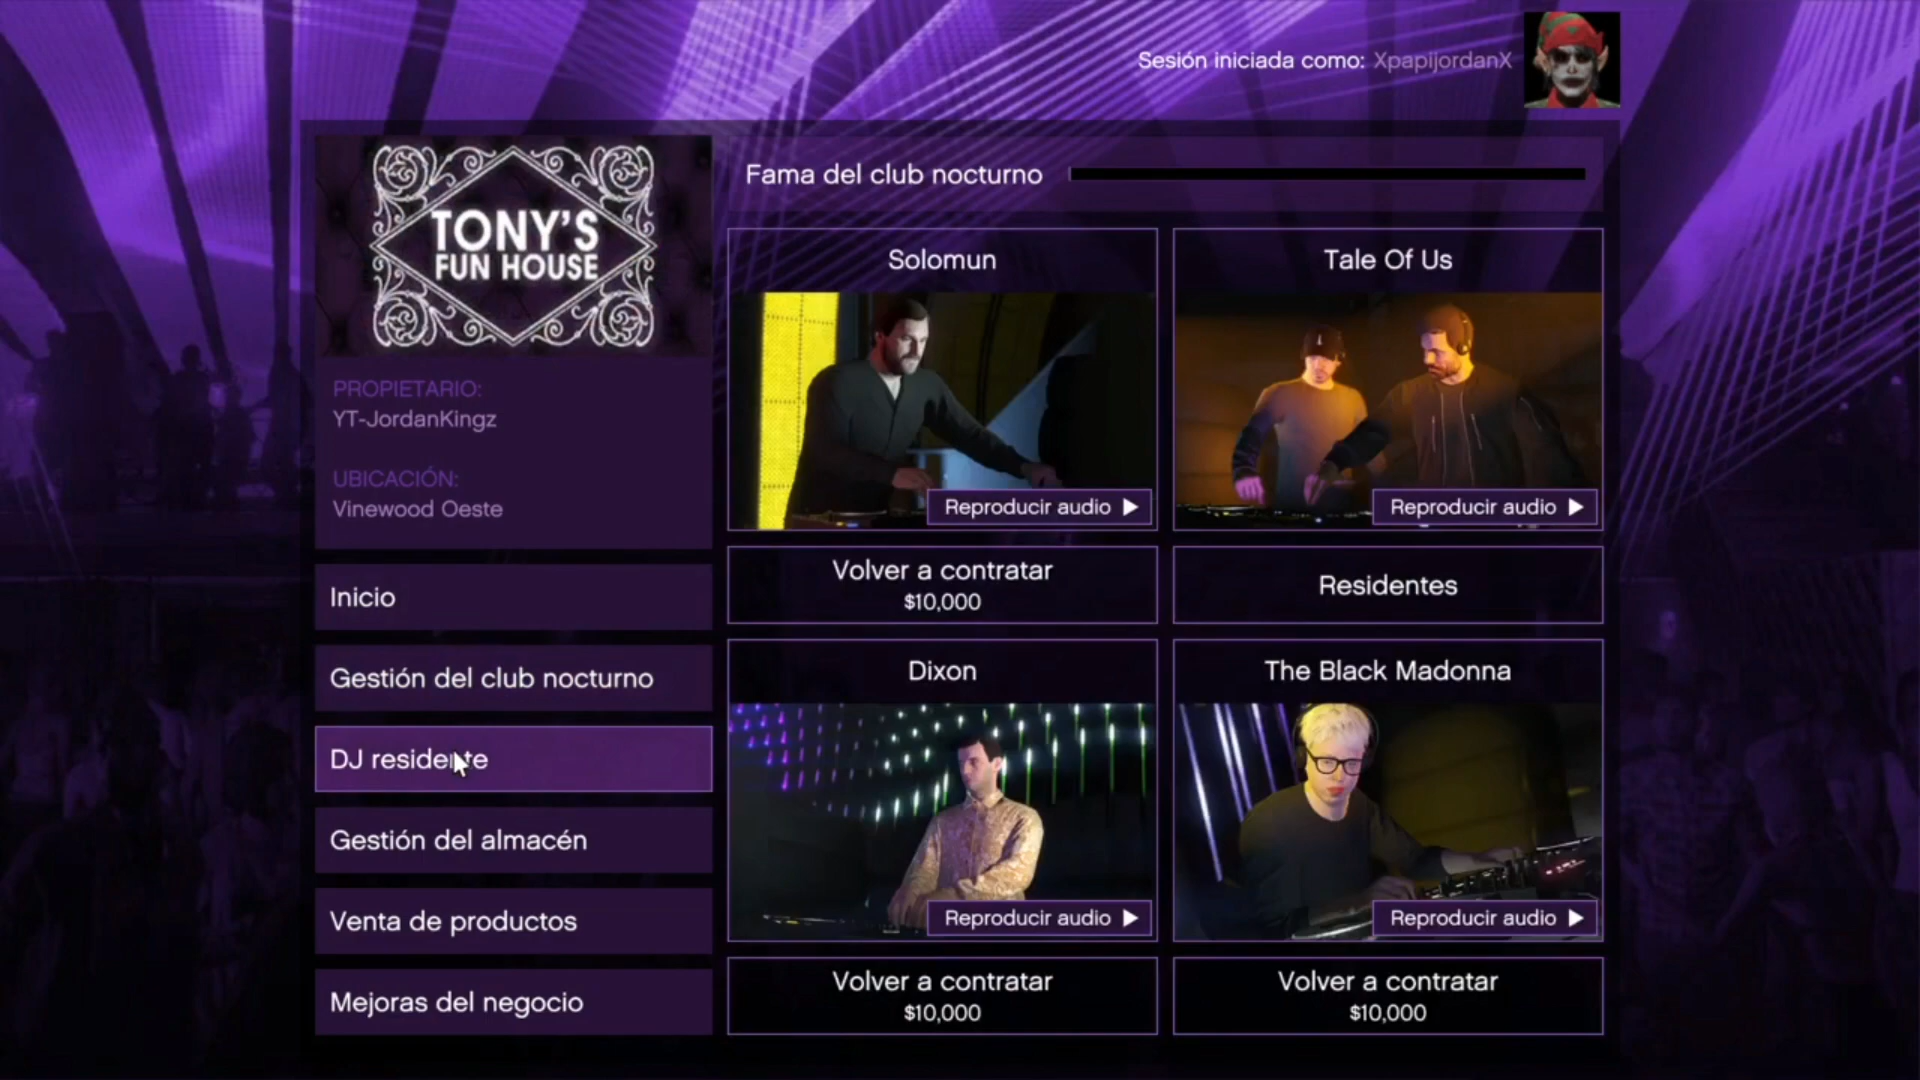 Sesión iniciada como: XpapijordanX
TONY'S
FUN HOUSE
PROPIETARIO:
YT-JordanKingz
UBICACIÓN:
Vinewood Oeste
Inicio
Gestión del club nocturno
DJ residente
Gestión del almacén
Venta de productos
Mejoras del negocio
Fama del club nocturno
Solomun
Reproducir audio
Volver a contratar
$10,000
Tale Of Us
Reproducir audio
Residentes
Dixon
Reproducir audio
Volver a contratar
$10,000
The Black Madonna
Reproducir audio
Volver a contratar
$10,000